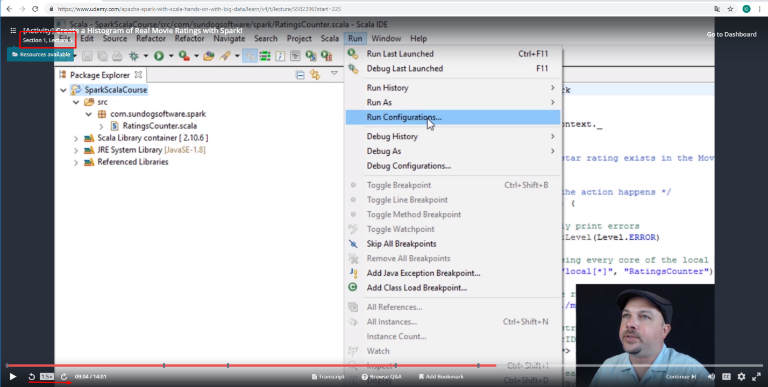 https://www.udemy.com/apache-spark-with-scala-hands-on-with-big-data/learn/v4/t/lecture/5582336?start=225
Scala - SparkScalaCourse/src/com/sundogsoftware/spark/RatingsCounter.scala - Scala IDE
[Activity] Create a Histogram of Real Movie Ratings with Spark!
Section 1, Lecture 5
Go to Dashboard
Resources available
Edit Source Refactor Refactor Navigate Search Project Scala Run Window Help
Package Explorer
SparkScalaCourse
src
com.sundogsoftware.spark
RatingsCounter.scala
Scala Library container [ 2.10.6 ]
JRE System Library [JavaSE-1.8]
Referenced Libraries
Run Last Launched Ctrl+F11
Debug Last Launched F11
Run History
Run As
Run Configurations...
Debug History
Debug As
Debug Configurations...
Toggle Breakpoint Ctrl+Shift+B
Toggle Line Breakpoint
Toggle Method Breakpoint
Toggle Watchpoint
Skip All Breakpoints
Remove All Breakpoints
Add Java Exception Breakpoint...
Add Class Load Breakpoint...
All References...
All Instances... Ctrl+Shift+N
Instance Count...
Watch
Inspect
rk
ontext._
star rating exists in the Mov
the action happens */
{
ly print errors
kLevel(Level.ERROR)
sing every core of the local
"local[*]", "RatingsCounter")
1.5x
09:04 / 14:01
Transcript
Browse Q&A
Add Bookmark
Continue